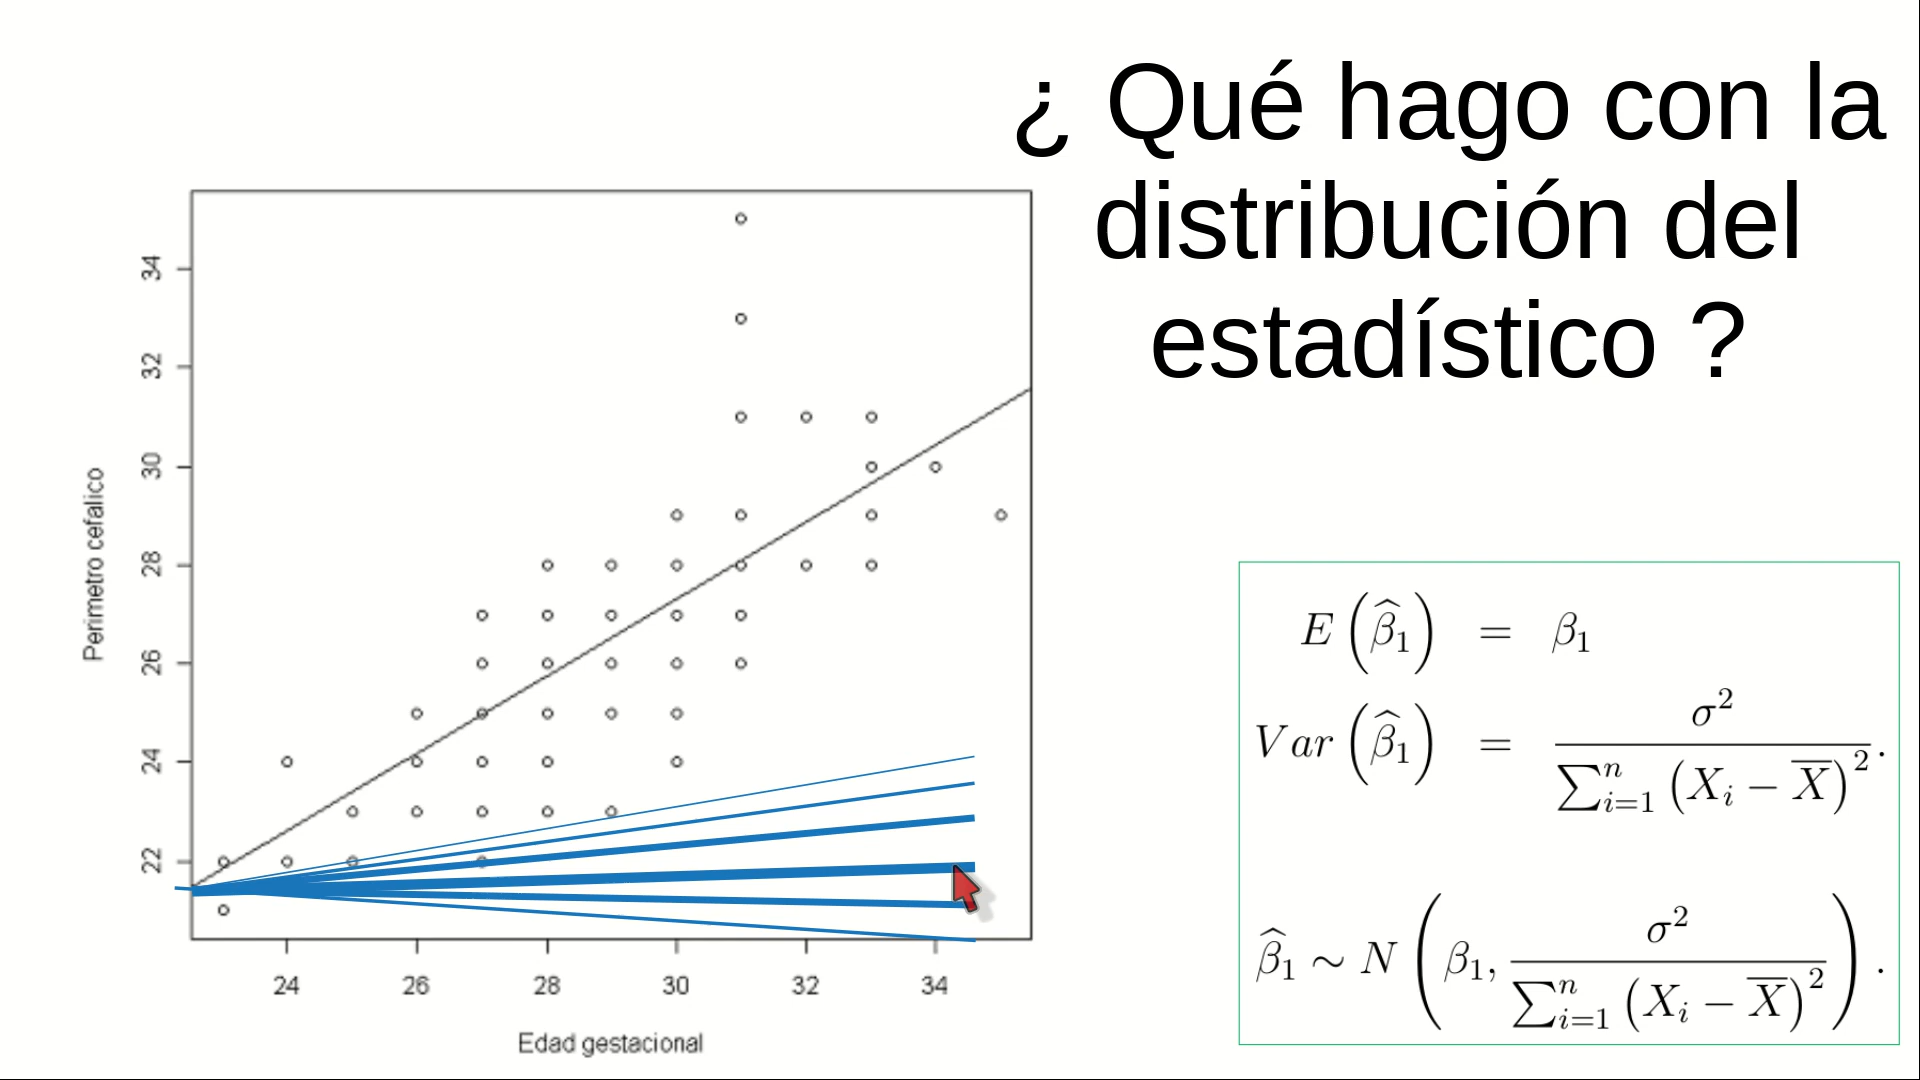 ¿ Qué hago con la
distribución del
estadístico ?
34
32
30
28
26
24
22
Perimetro cefalico
24 26 28 30 32 34
Edad gestacional
E(β̂₁) = β₁
Var(β̂₁) = σ² / ∑ⁿᵢ₌₁ (Xᵢ − X̅)² .
β̂₁ ∼ N(β₁, σ² / ∑ⁿᵢ₌₁ (Xᵢ − X̅)²) .